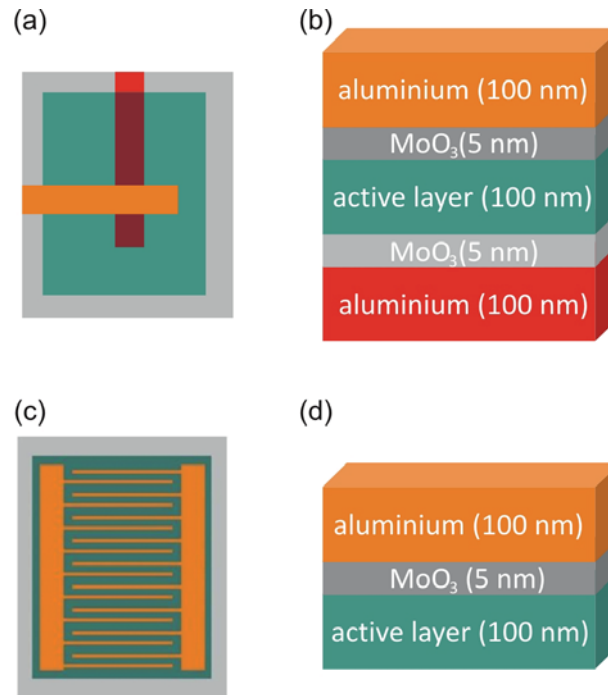 (a)
(b)
aluminium (100 nm)
MoO₃(5 nm)
active layer (100 nm)
MoO₃(5 nm)
aluminium (100 nm)
(c)
(d)
aluminium (100 nm)
MoO₃ (5 nm)
active layer (100 nm)